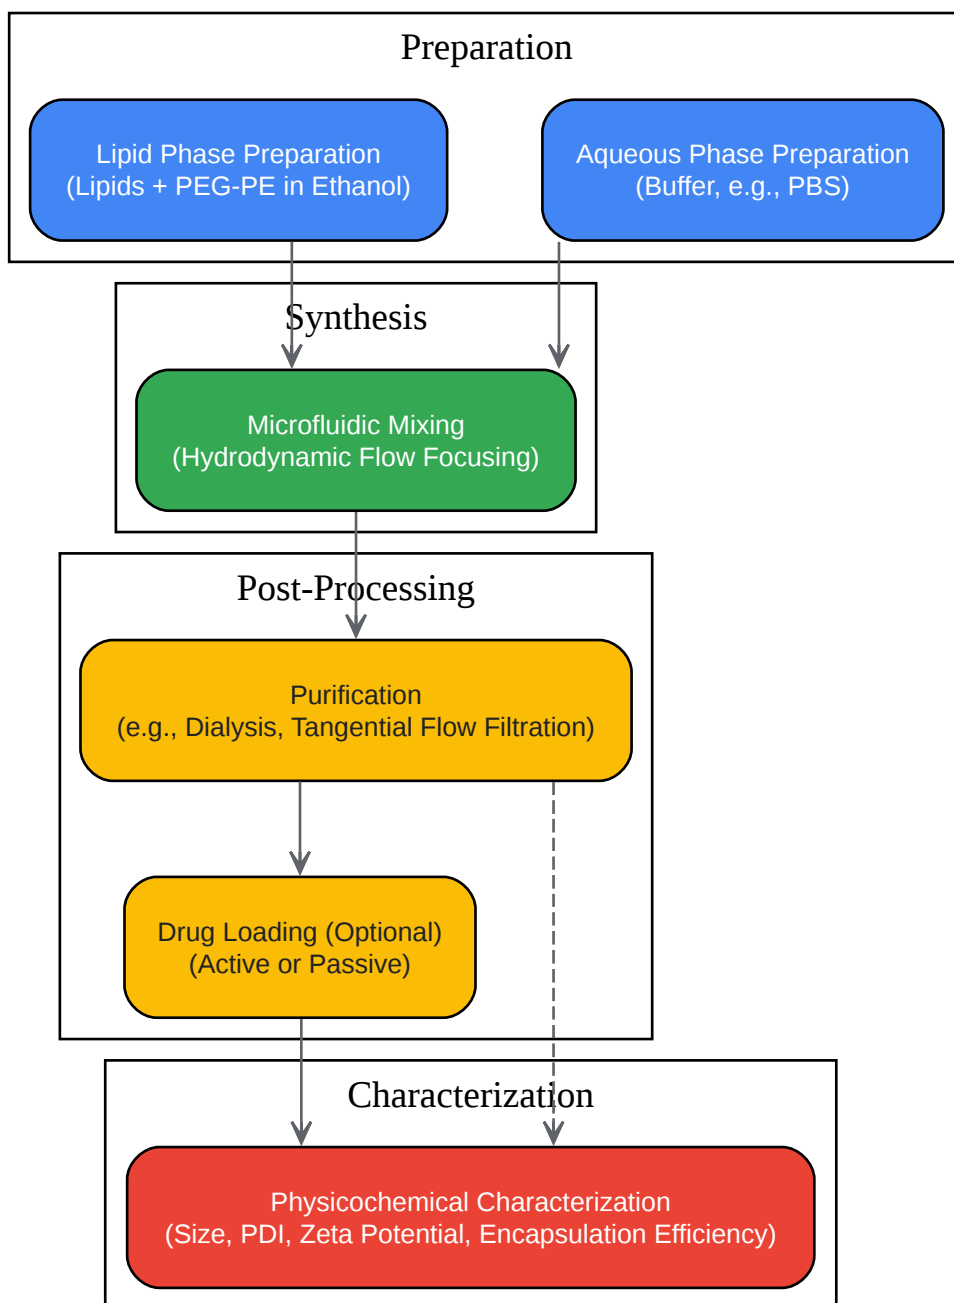 Preparation
Lipid Phase Preparation
(Lipids + PEG-PE in Ethanol)
Aqueous Phase Preparation
(Buffer, e.g., PBS)
Synthesis
Microfluidic Mixing
(Hydrodynamic Flow Focusing)
Post-Processing
Purification
(e.g., Dialysis, Tangential Flow Filtration)
Drug Loading (Optional)
(Active or Passive)
Characterization
Physicochemical Characterization
(Size, PDI, Zeta Potential, Encapsulation Efficiency)